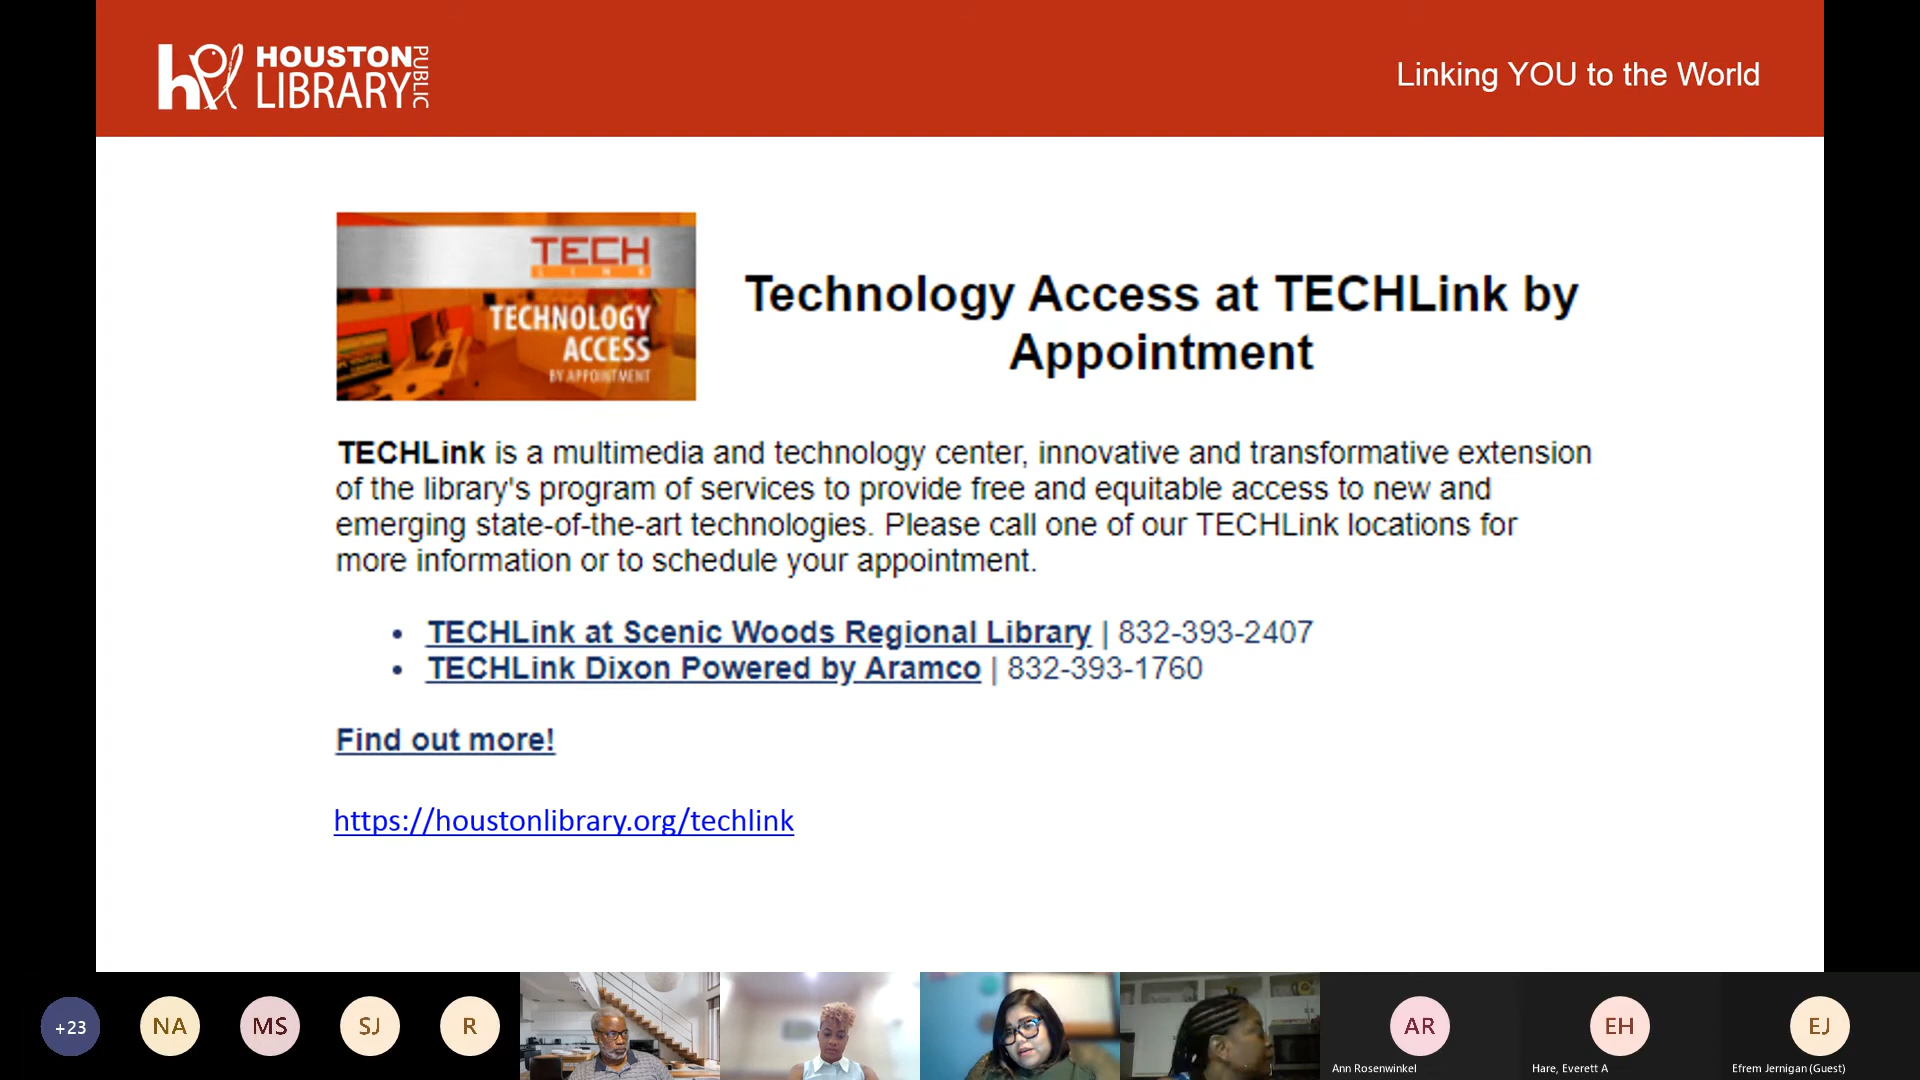 HOUSTON
LIBRARY
PUBLIC
Linking YOU to the World
TECH
LINK
TECHNOLOGY
ACCESS
BY APPOINTMENT
Technology Access at TECHLink by
Appointment
TECHLink is a multimedia and technology center, innovative and transformative extension
of the library's program of services to provide free and equitable access to new and
emerging state-of-the-art technologies. Please call one of our TECHLink locations for
more information or to schedule your appointment.
• TECHLink at Scenic Woods Regional Library | 832-393-2407
• TECHLink Dixon Powered by Aramco | 832-393-1760
Find out more!
https://houstonlibrary.org/techlink
+23
NA
MS
SJ
R
AR
EH
EJ
Ann Rosenwinkel
Hare, Everett A
Efrem Jernigan (Guest)